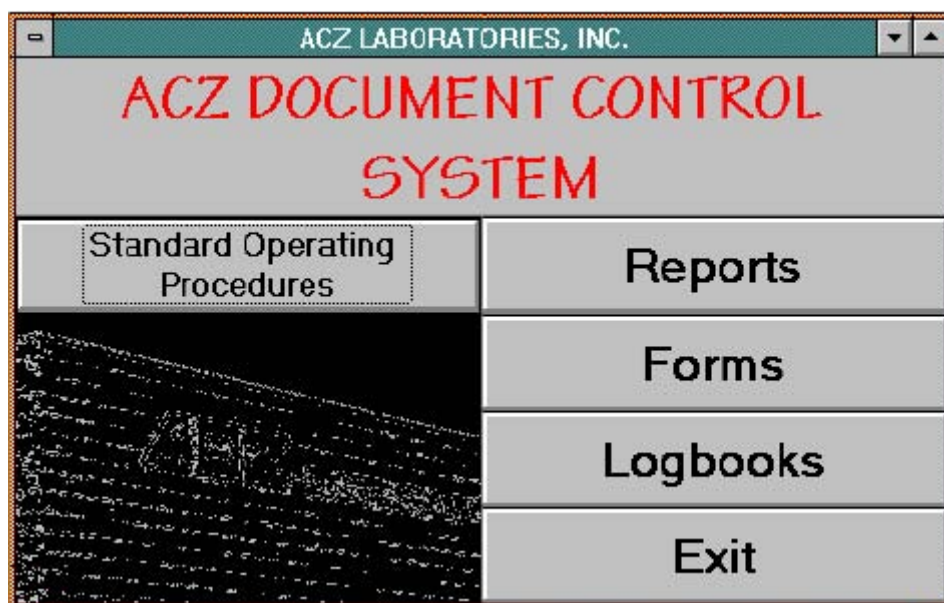 ACZ LABORATORIES, INC.
ACZ DOCUMENT CONTROL
SYSTEM
Standard Operating
Procedures
Reports
Forms
Logbooks
Exit